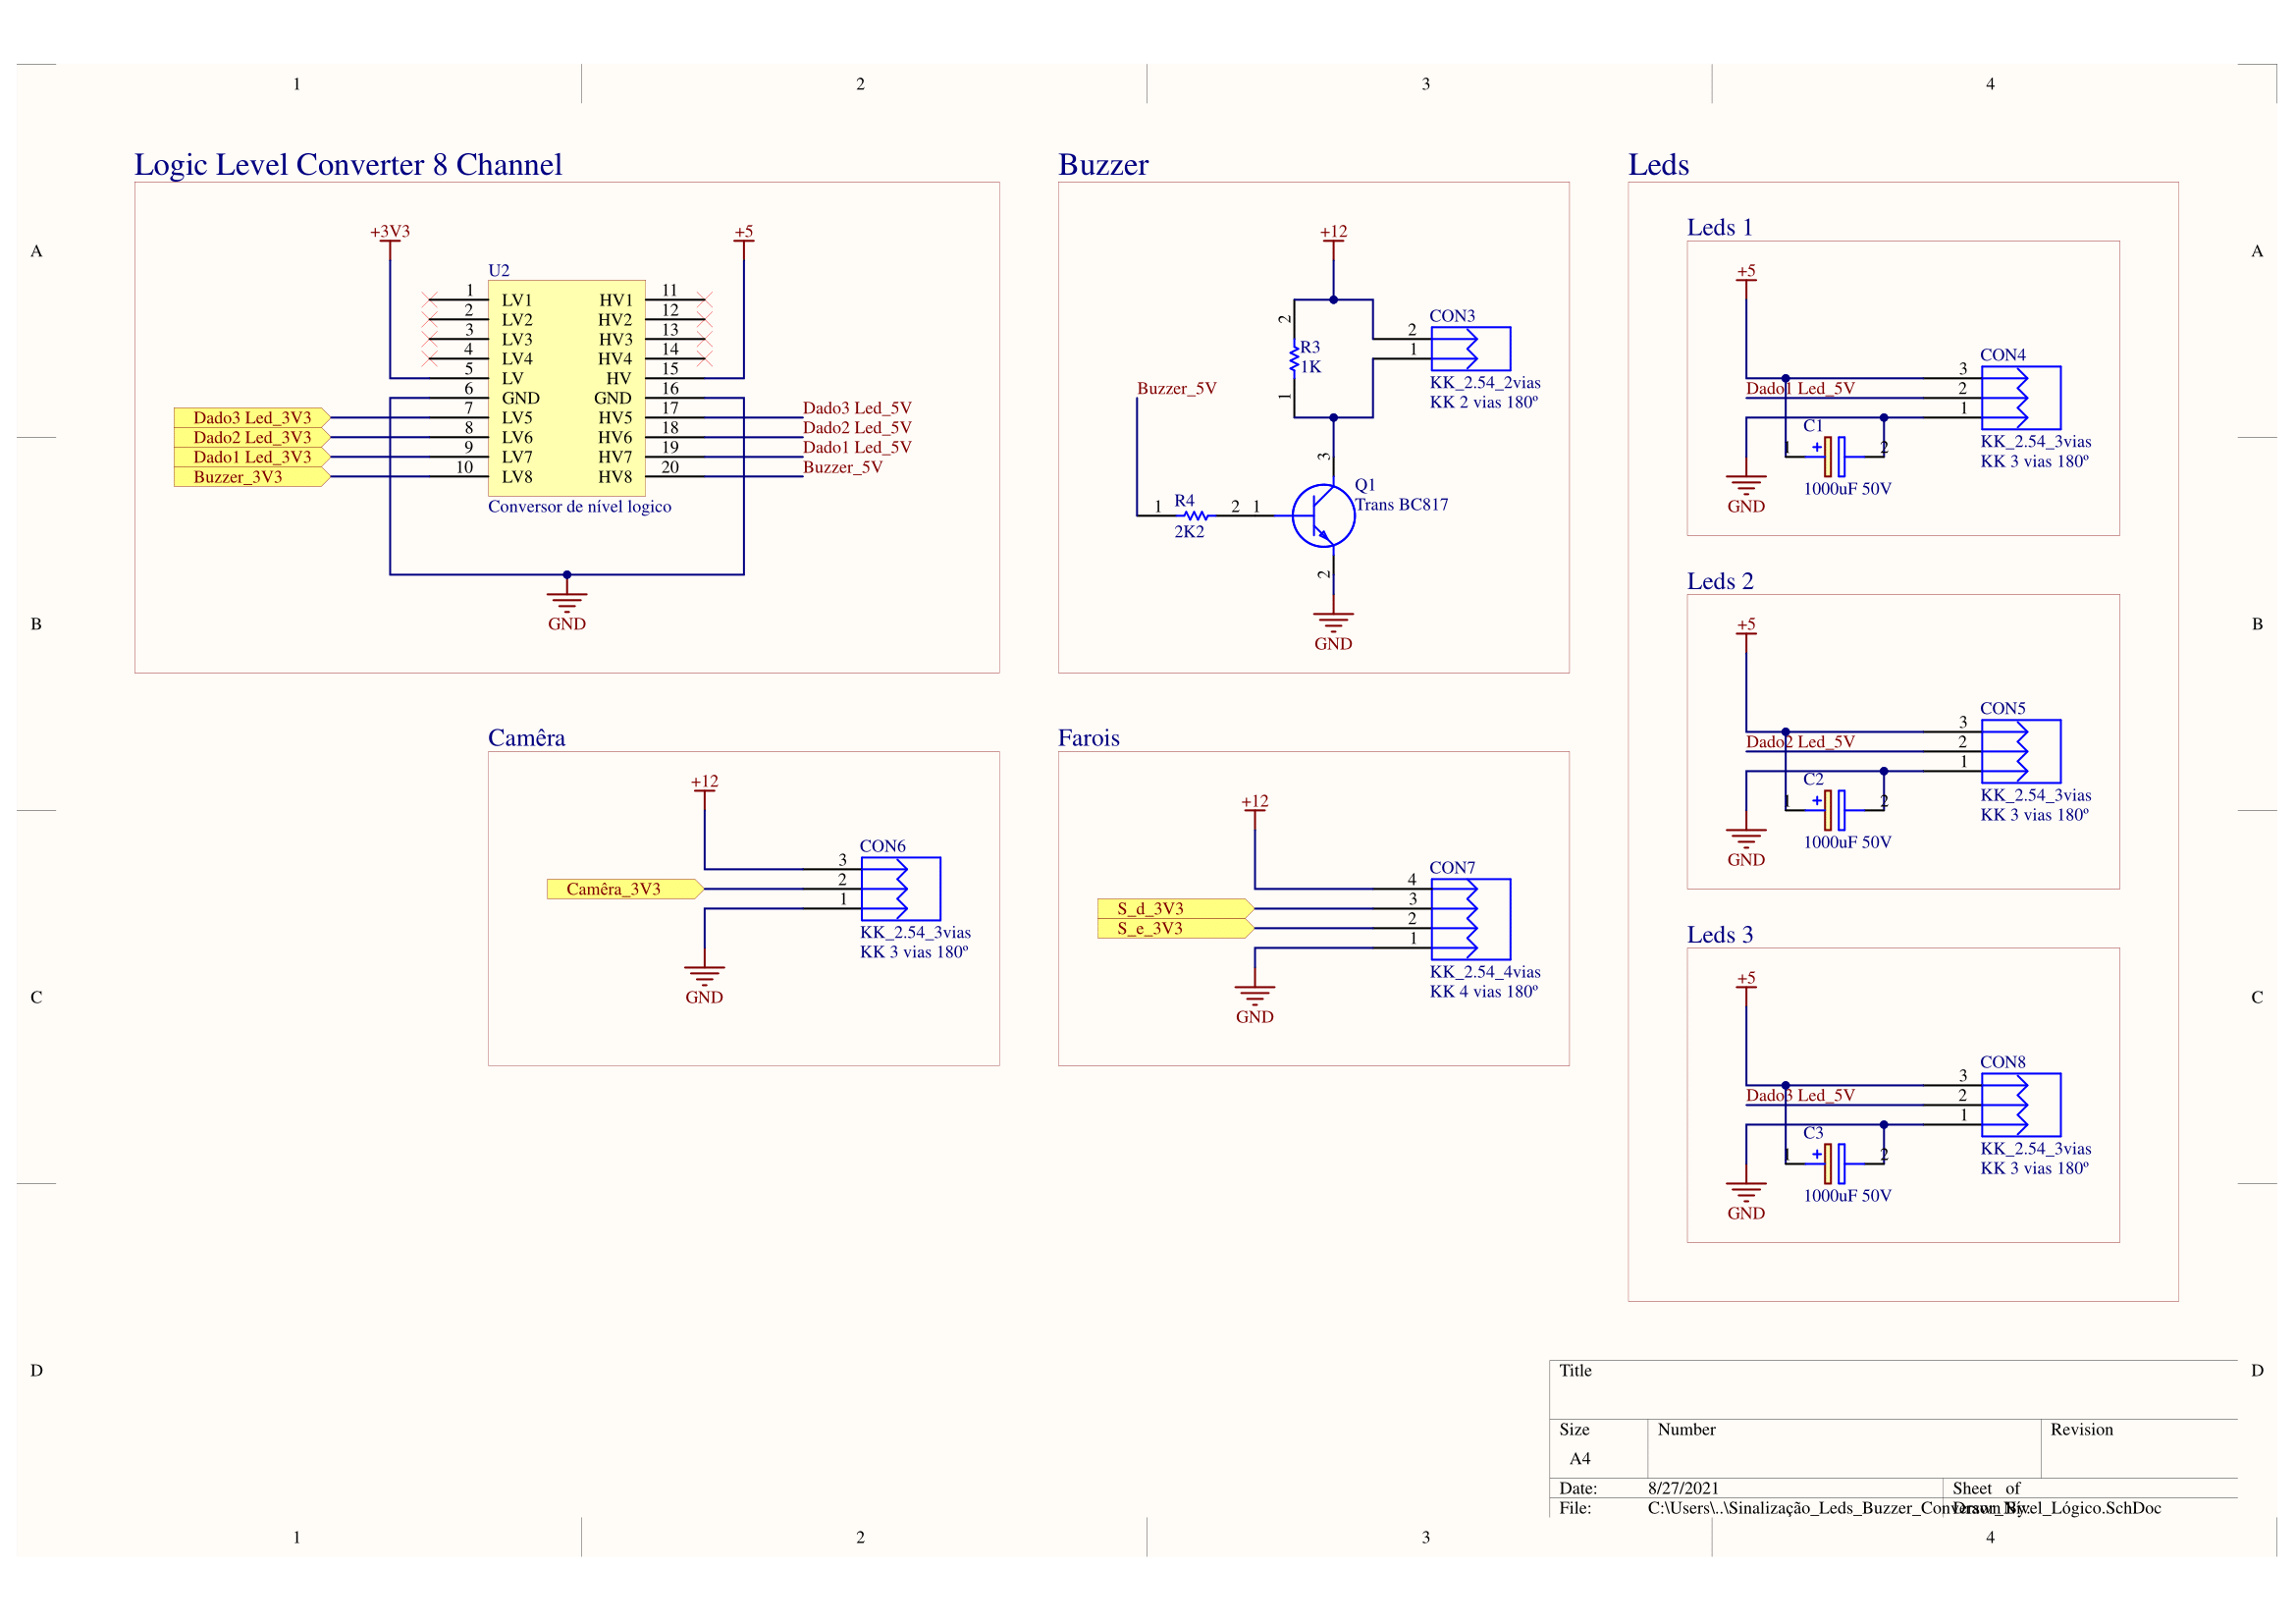 1 2 3 4
A A
B B
C C
D D
Logic Level Converter 8 Channel
+3V3
+5
U2
1 LV1 HV1 11
2 LV2 HV2 12
3 LV3 HV3 13
4 LV4 HV4 14
5 LV HV 15
6 GND GND 16
Dado3 Led_3V3 7 LV5 HV5 17 Dado3 Led_5V
Dado2 Led_3V3 8 LV6 HV6 18 Dado2 Led_5V
Dado1 Led_3V3 9 LV7 HV7 19 Dado1 Led_5V
Buzzer_3V3 10 LV8 HV8 20 Buzzer_5V
Conversor de nível logico
GND
Buzzer
+12
2
R3
1K
1
CON3
2
1
KK_2.54_2vias
KK 2 vias 180º
Buzzer_5V
3
Q1
Trans BC817
1 R4 2 1
2K2
2
GND
Leds
Leds 1
+5
CON4
3
Dado1 Led_5V 2
1
C1
1 + 2
1000uF 50V
KK_2.54_3vias
KK 3 vias 180º
GND
Leds 2
+5
CON5
3
Dado2 Led_5V 2
1
C2
1 + 2
1000uF 50V
KK_2.54_3vias
KK 3 vias 180º
GND
Leds 3
+5
CON8
3
Dado3 Led_5V 2
1
C3
1 + 2
1000uF 50V
KK_2.54_3vias
KK 3 vias 180º
GND
Camêra
+12
CON6
3
Camêra_3V3 2
1
KK_2.54_3vias
KK 3 vias 180º
GND
Farois
+12
CON7
4
S_d_3V3 3
S_e_3V3 2
1
KK_2.54_4vias
KK 4 vias 180º
GND
Title
Size Number Revision
A4
Date: 8/27/2021 Sheet of
File: C:\Users\..\Sinalização_Leds_Buzzer_Conversor_Nível_Lógico.SchDoc Drawn By:
1 2 3 4